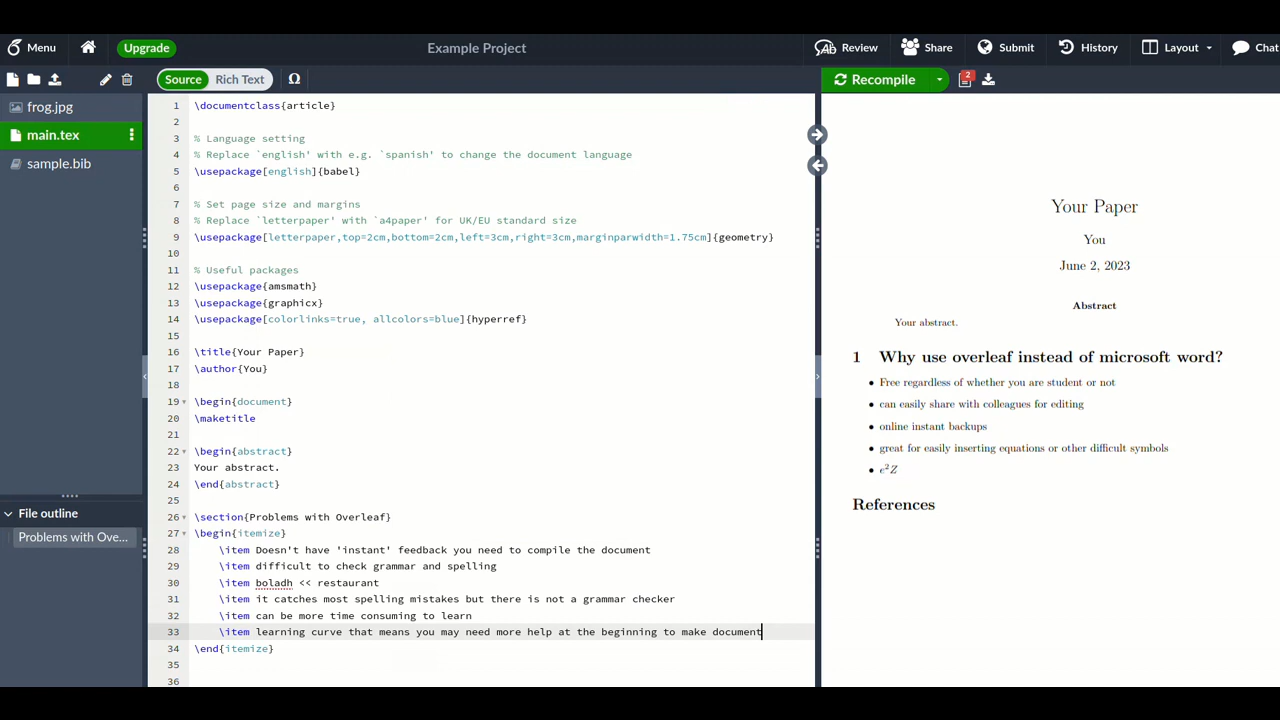 Menu
Upgrade
Example Project
Review
Share
Submit
History
Layout
Chat
Source Rich Text Ω
Recompile
2
frog.jpg
main.tex
sample.bib
File outline
Problems with Ove...
1 \documentclass{article}
2
3 % Language setting
4 % Replace `english' with e.g. `spanish' to change the document language
5 \usepackage[english]{babel}
6
7 % Set page size and margins
8 % Replace `letterpaper' with `a4paper' for UK/EU standard size
9 \usepackage[letterpaper,top=2cm,bottom=2cm,left=3cm,right=3cm,marginparwidth=1.75cm]{geometry}
10
11 % Useful packages
12 \usepackage{amsmath}
13 \usepackage{graphicx}
14 \usepackage[colorlinks=true, allcolors=blue]{hyperref}
15
16 \title{Your Paper}
17 \author{You}
18
19 \begin{document}
20 \maketitle
21
22 \begin{abstract}
23 Your abstract.
24 \end{abstract}
25
26 \section{Problems with Overleaf}
27 \begin{itemize}
28 \item Doesn't have 'instant' feedback you need to compile the document
29 \item difficult to check grammar and spelling
30 \item boladh << restaurant
31 \item it catches most spelling mistakes but there is not a grammar checker
32 \item can be more time consuming to learn
33 \item learning curve that means you may need more help at the beginning to make document
34 \end{itemize}
35
36
Your Paper
You
June 2, 2023
Abstract
Your abstract.
1 Why use overleaf instead of microsoft word?
• Free regardless of whether you are student or not
• can easily share with colleagues for editing
• online instant backups
• great for easily inserting equations or other difficult symbols
• e²Z
References